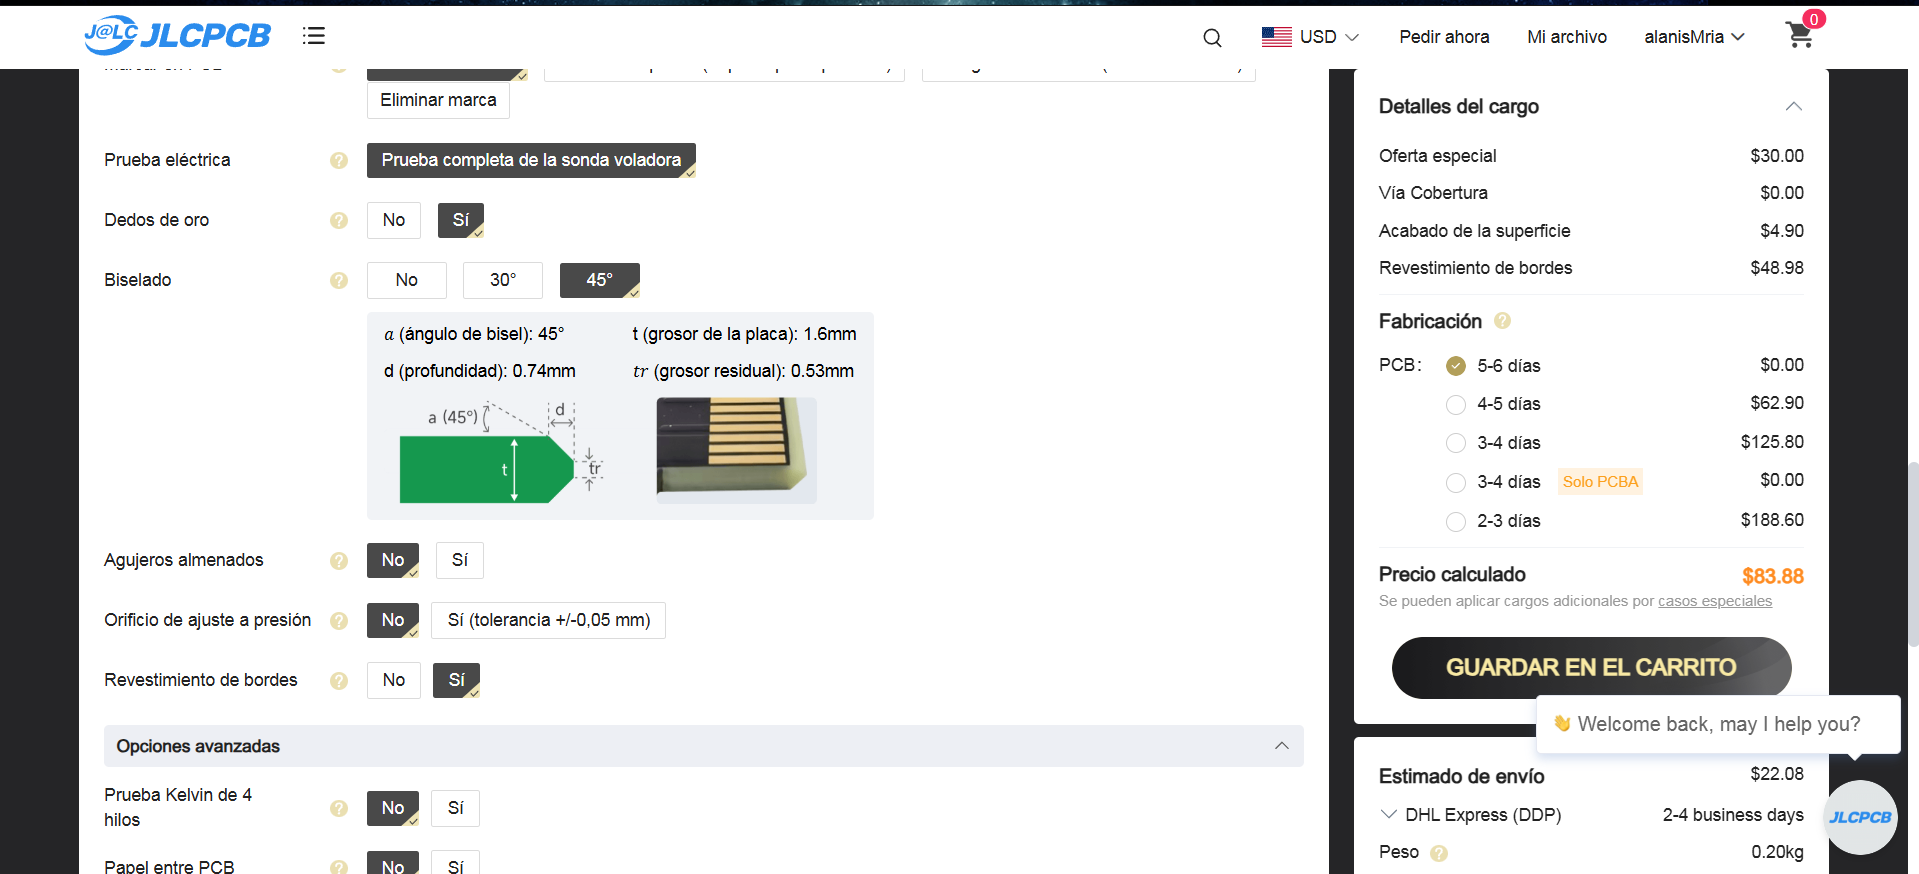 J@LC JLCPCB
USD
Pedir ahora
Mi archivo
alanisMria
0
Eliminar marca
Prueba eléctrica
?
Prueba completa de la sonda voladora
Dedos de oro
?
No
Sí
Biselado
?
No
30°
45°
a (ángulo de bisel): 45°
t (grosor de la placa): 1.6mm
d (profundidad): 0.74mm
tr (grosor residual): 0.53mm
a (45°)
d
t
tr
Agujeros almenados
?
No
Sí
Orificio de ajuste a presión
?
No
Sí (tolerancia +/-0,05 mm)
Revestimiento de bordes
?
No
Sí
Opciones avanzadas
Prueba Kelvin de 4
hilos
?
No
Sí
Papel entre PCB
?
No
Sí
Detalles del cargo
Oferta especial
$30.00
Vía Cobertura
$0.00
Acabado de la superficie
$4.90
Revestimiento de bordes
$48.98
Fabricación
?
PCB:
5-6 días
$0.00
4-5 días
$62.90
3-4 días
$125.80
3-4 días
Solo PCBA
$0.00
2-3 días
$188.60
Precio calculado
$83.88
Se pueden aplicar cargos adicionales por casos especiales
GUARDAR EN EL CARRITO
👋 Welcome back, may I help you?
Estimado de envío
$22.08
DHL Express (DDP)
2-4 business days
JLCPCB
Peso
?
0.20kg